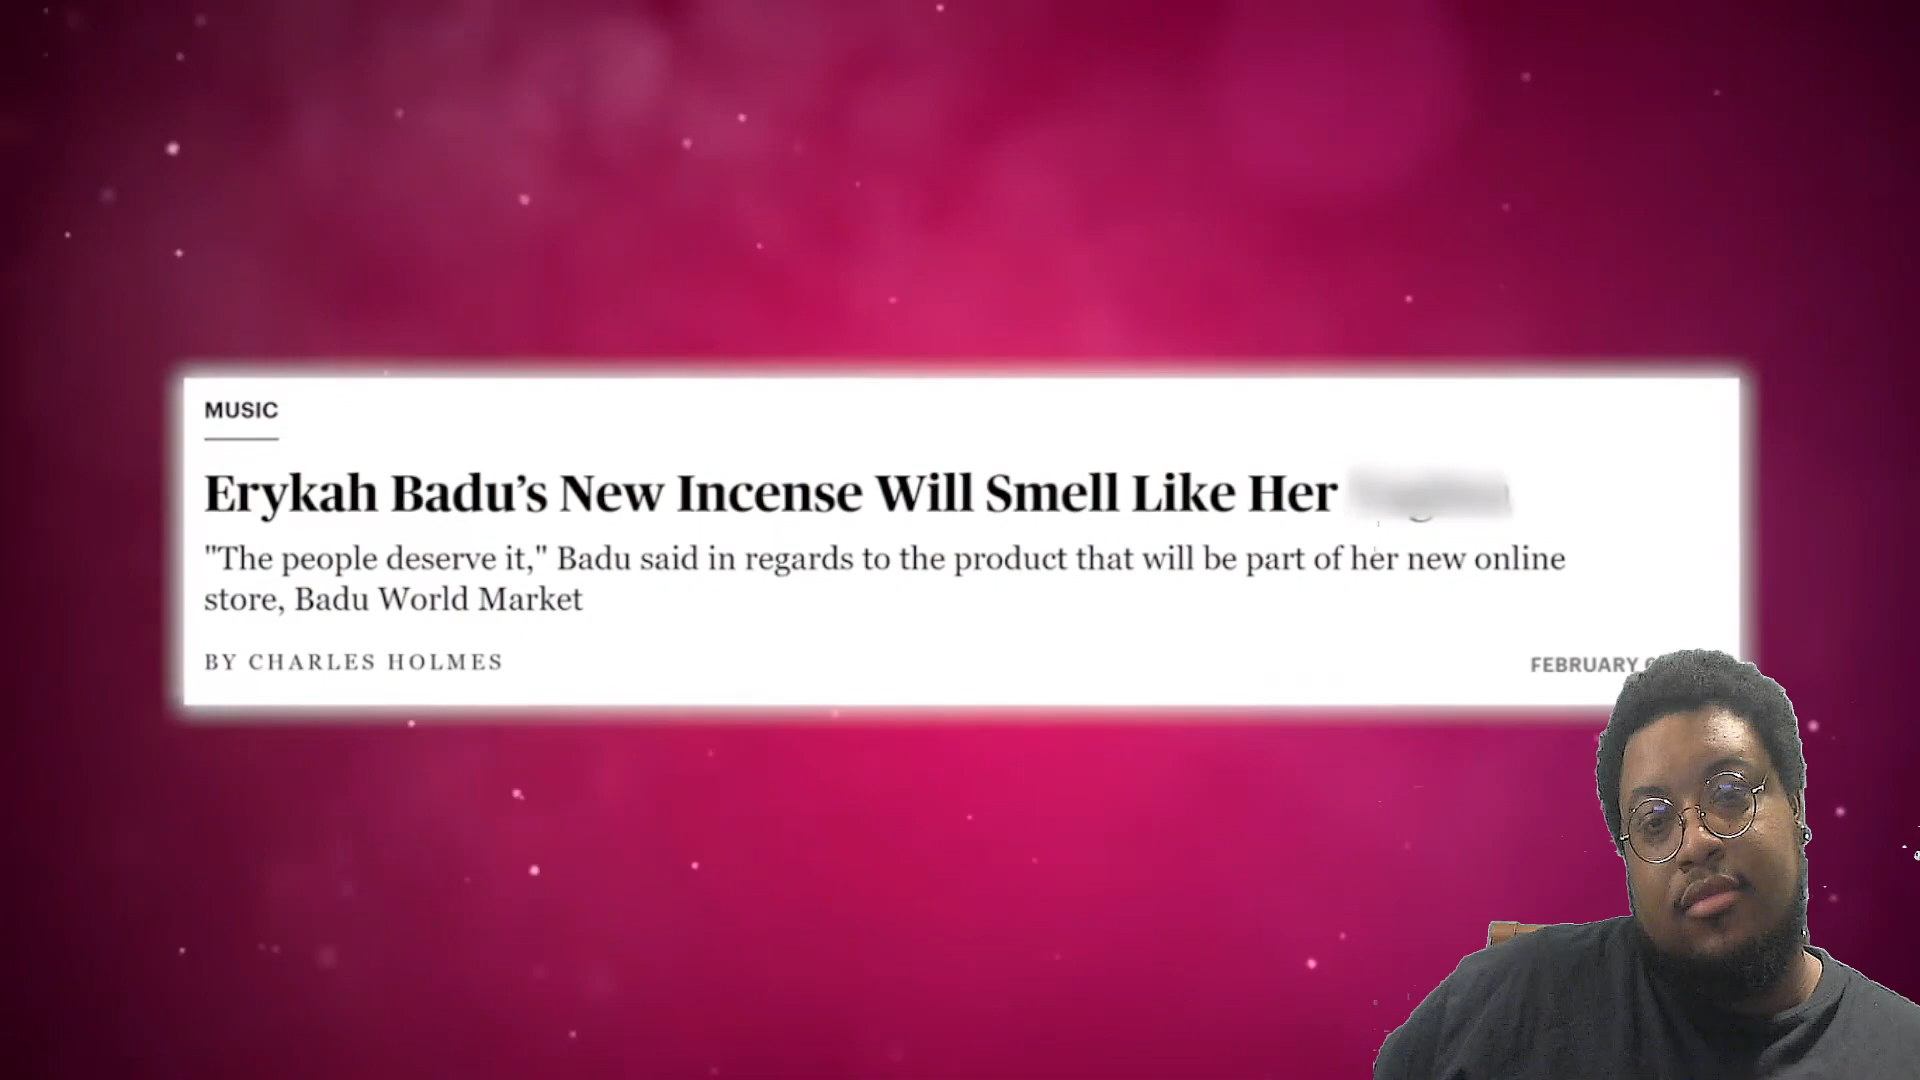 MUSIC
Erykah Badu’s New Incense Will Smell Like Her
"The people deserve it," Badu said in regards to the product that will be part of her new online
store, Badu World Market
BY CHARLES HOLMES
FEBRUARY